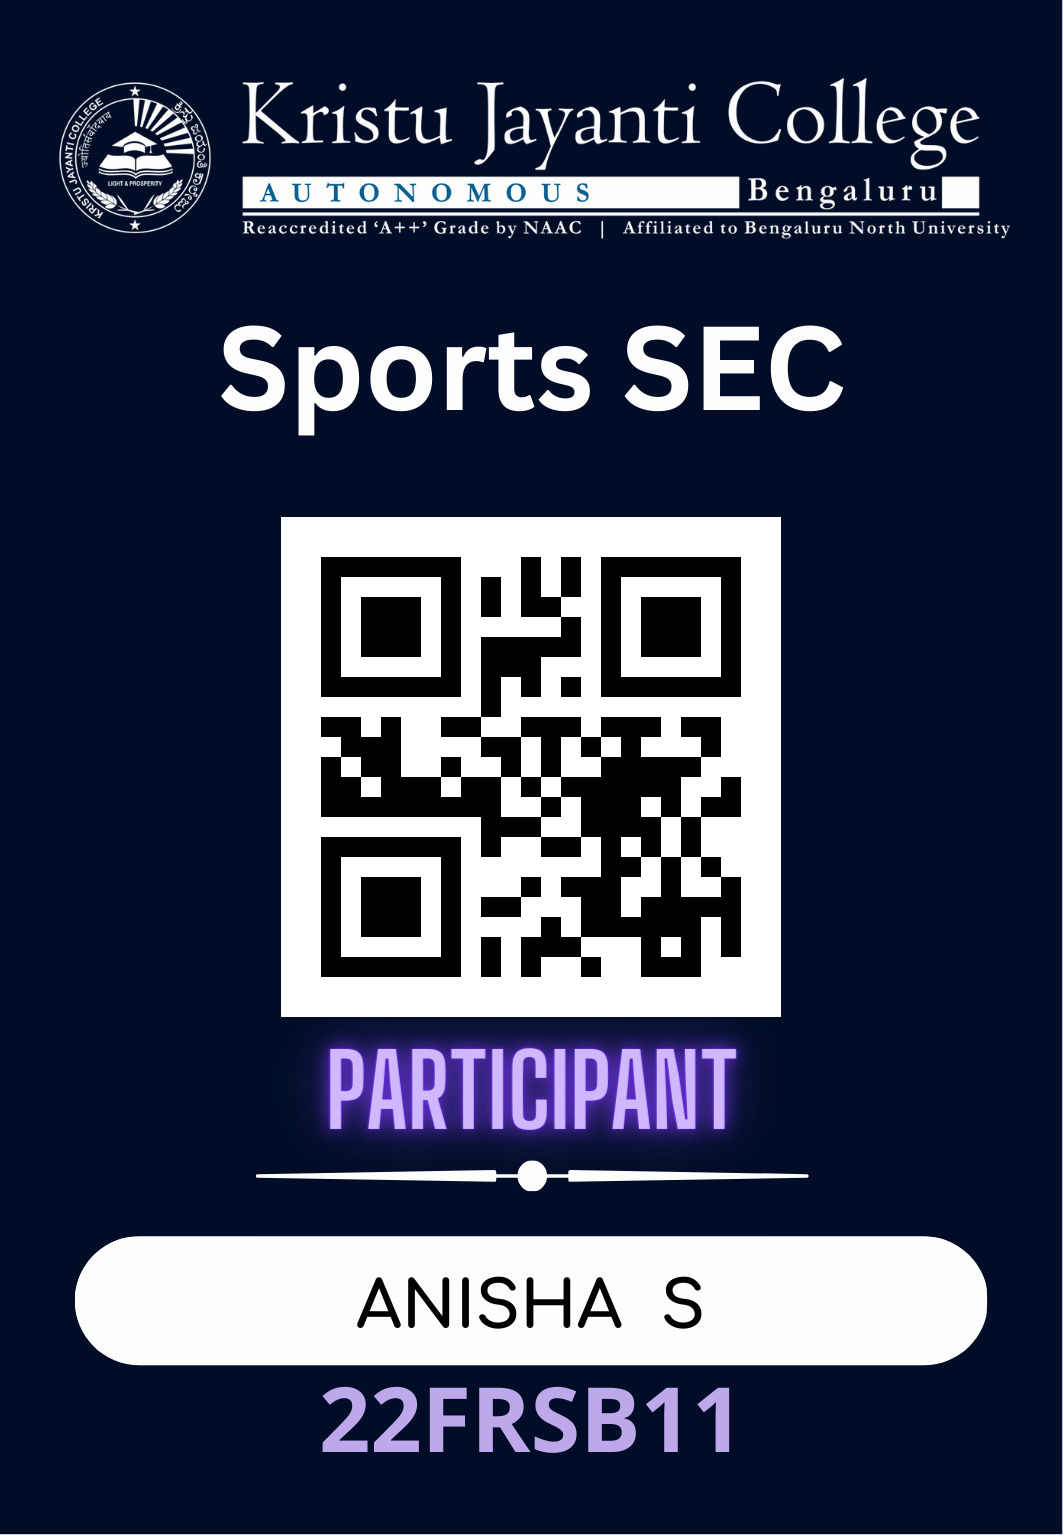 Kristu Jayanti College
AUTONOMOUS Bengaluru
Reaccredited ‘A++’ Grade by NAAC | Affiliated to Bengaluru North University
KRISTU JAYANTI COLLEGE
ಕ್ರಿಸ್ತು ಜಯಂತಿ ಕಾಲೇಜು
LIGHT & PROSPERITY
Sports SEC
PARTICIPANT
ANISHA S
22FRSB11